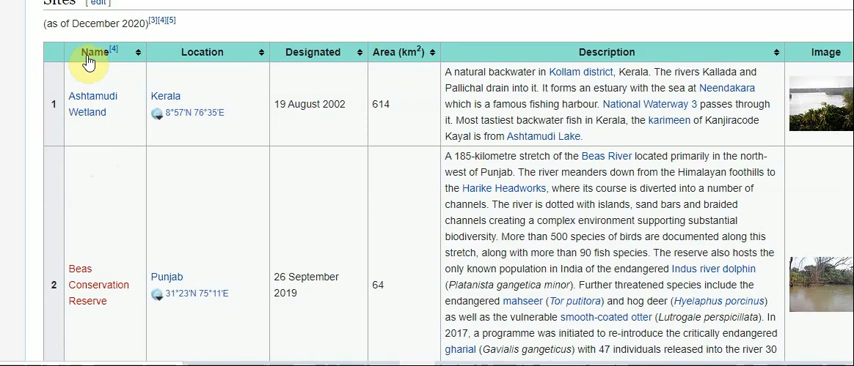 Sites [ edit ]
(as of December 2020)[3][4][5]
Name[4] Location Designated Area (km2) Description Image
1 Ashtamudi Wetland Kerala 8°57′N 76°35′E 19 August 2002 614
A natural backwater in Kollam district, Kerala. The rivers Kallada and
Pallichal drain into it. It forms an estuary with the sea at Neendakara
which is a famous fishing harbour. National Waterway 3 passes through
it. Most tastiest backwater fish in Kerala, the karimeen of Kanjiracode
Kayal is from Ashtamudi Lake.
2 Beas Conservation Reserve Punjab 31°23′N 75°11′E 26 September 2019 64
A 185-kilometre stretch of the Beas River located primarily in the north-
west of Punjab. The river meanders down from the Himalayan foothills to
the Harike Headworks, where its course is diverted into a number of
channels. The river is dotted with islands, sand bars and braided
channels creating a complex environment supporting substantial
biodiversity. More than 500 species of birds are documented along this
stretch, along with more than 90 fish species. The reserve also hosts the
only known population in India of the endangered Indus river dolphin
(Platanista gangetica minor). Further threatened species include the
endangered mahseer (Tor putitora) and hog deer (Hyelaphus porcinus)
as well as the vulnerable smooth-coated otter (Lutrogale perspicillata). In
2017, a programme was initiated to re-introduce the critically endangered
gharial (Gavialis gangeticus) with 47 individuals released into the river 30